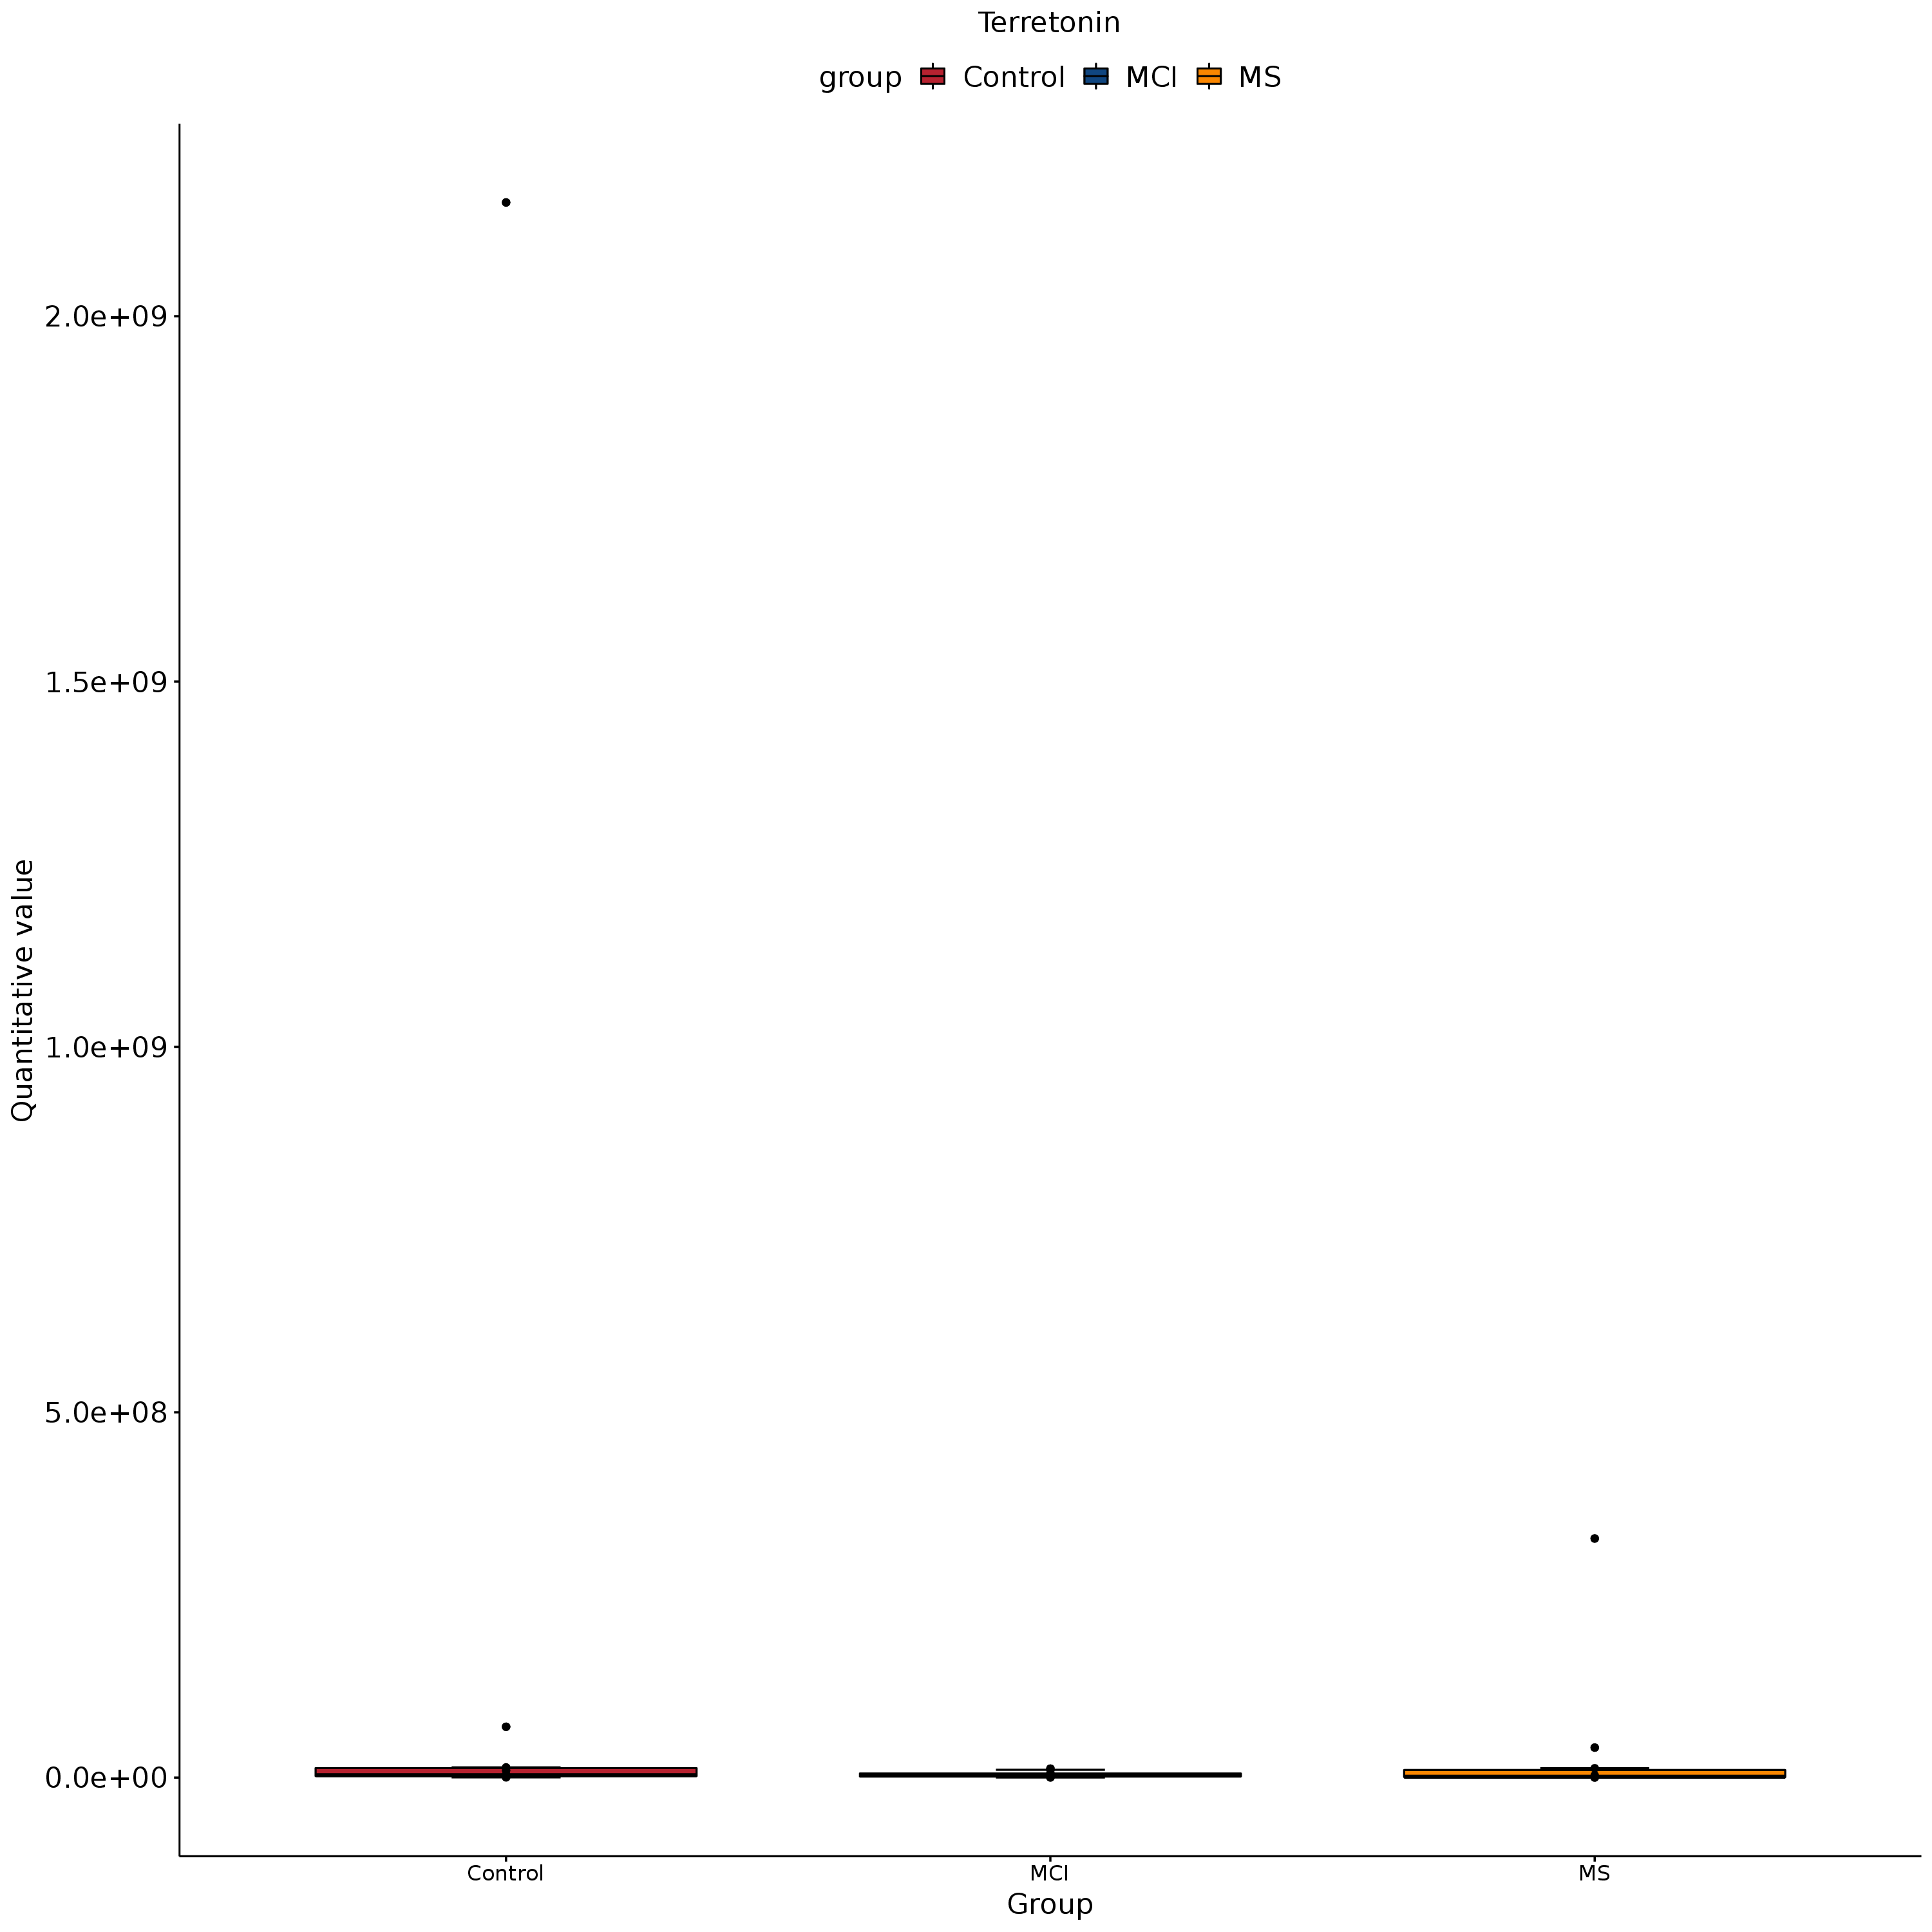 Terretonin
group Control MCI MS
Quantitative value
2.0e+09
1.5e+09
1.0e+09
5.0e+08
0.0e+00
Control MCI MS
Group